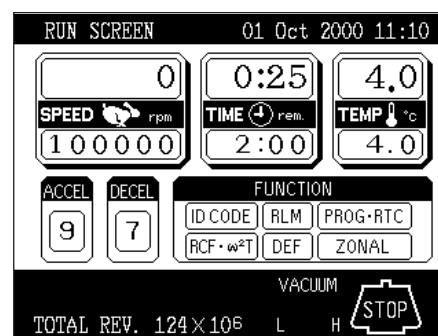 RUN SCREEN 01 Oct 2000 11:10
0 0:25 4.0
SPEED rpm TIME rem. TEMP °C
100000 2:00 4.0
ACCEL DECEL FUNCTION
9 7 ID CODE RLM PROG·RTC
RCF·ω²T DEF ZONAL
VACUUM
TOTAL REV. 124×10⁶ L H STOP